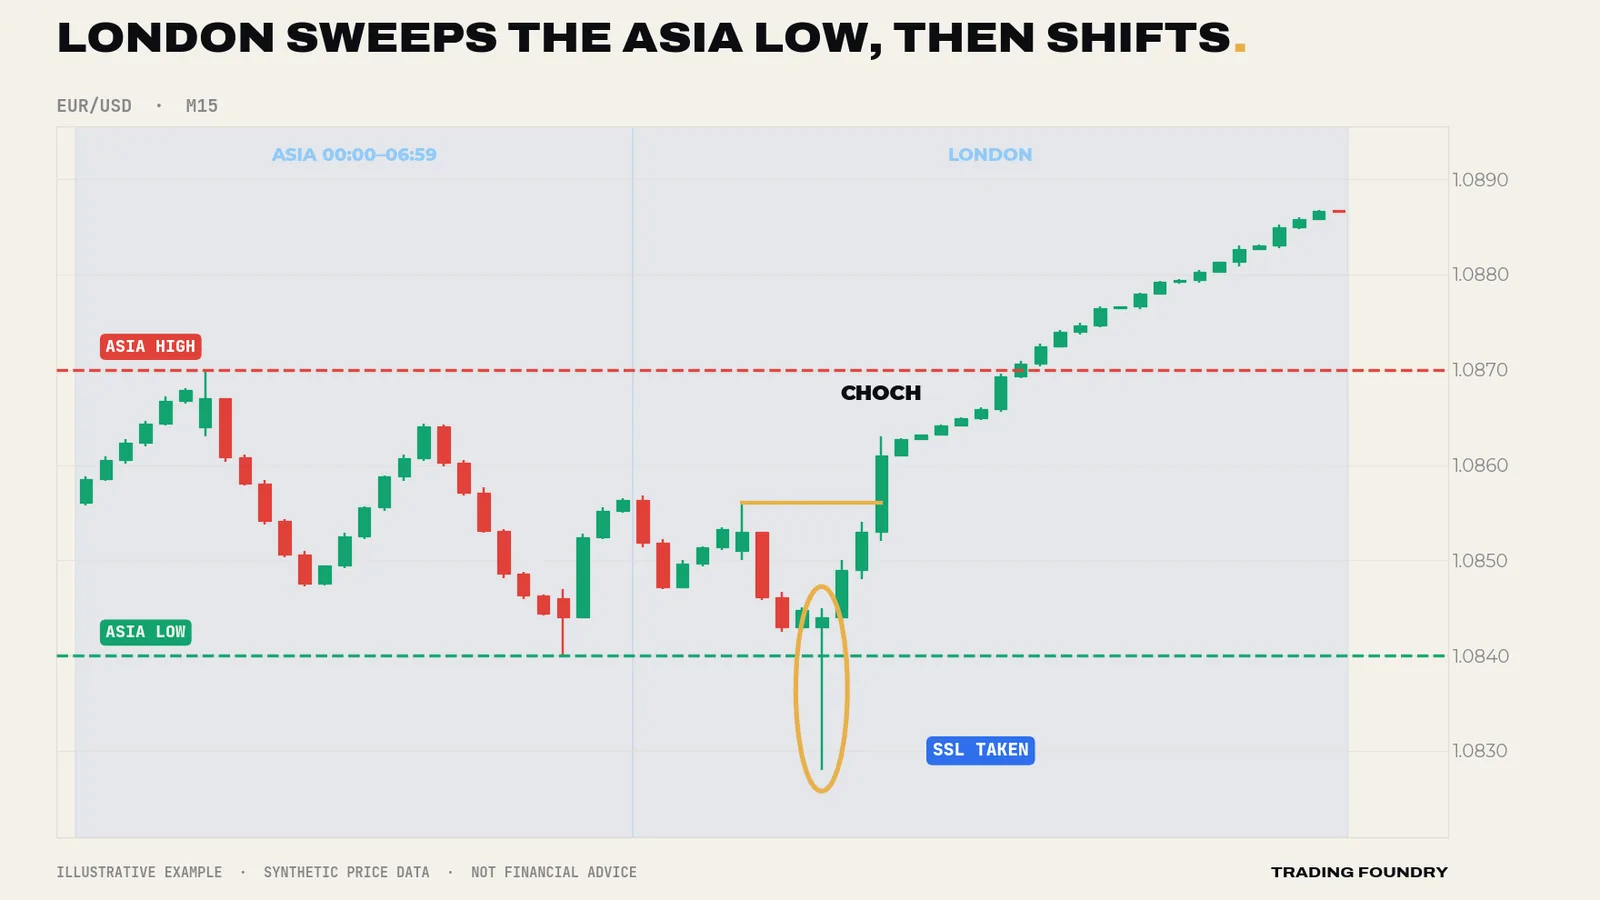 LONDON SWEEPS THE ASIA LOW, THEN SHIFTS.
EUR/USD · M15
ASIA 00:00–06:59
LONDON
1.0890
1.0880
ASIA HIGH
1.0870
CHOCH
1.0860
1.0850
ASIA LOW
1.0840
SSL TAKEN
1.0830
ILLUSTRATIVE EXAMPLE · SYNTHETIC PRICE DATA · NOT FINANCIAL ADVICE
TRADING FOUNDRY